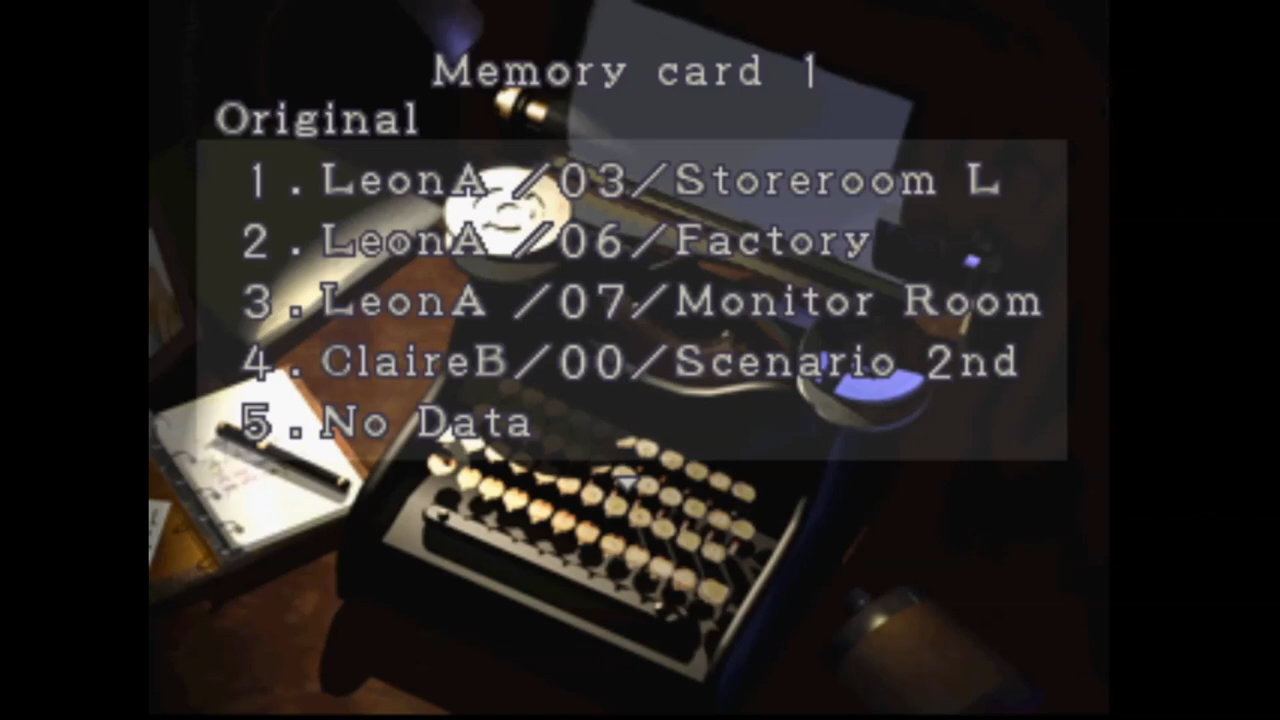 Memory card 1
Original
1. LeonA /03/Storeroom L
2. LeonA /06/Factory
3. LeonA /07/Monitor Room
4. ClaireB/00/Scenario 2nd
5. No Data